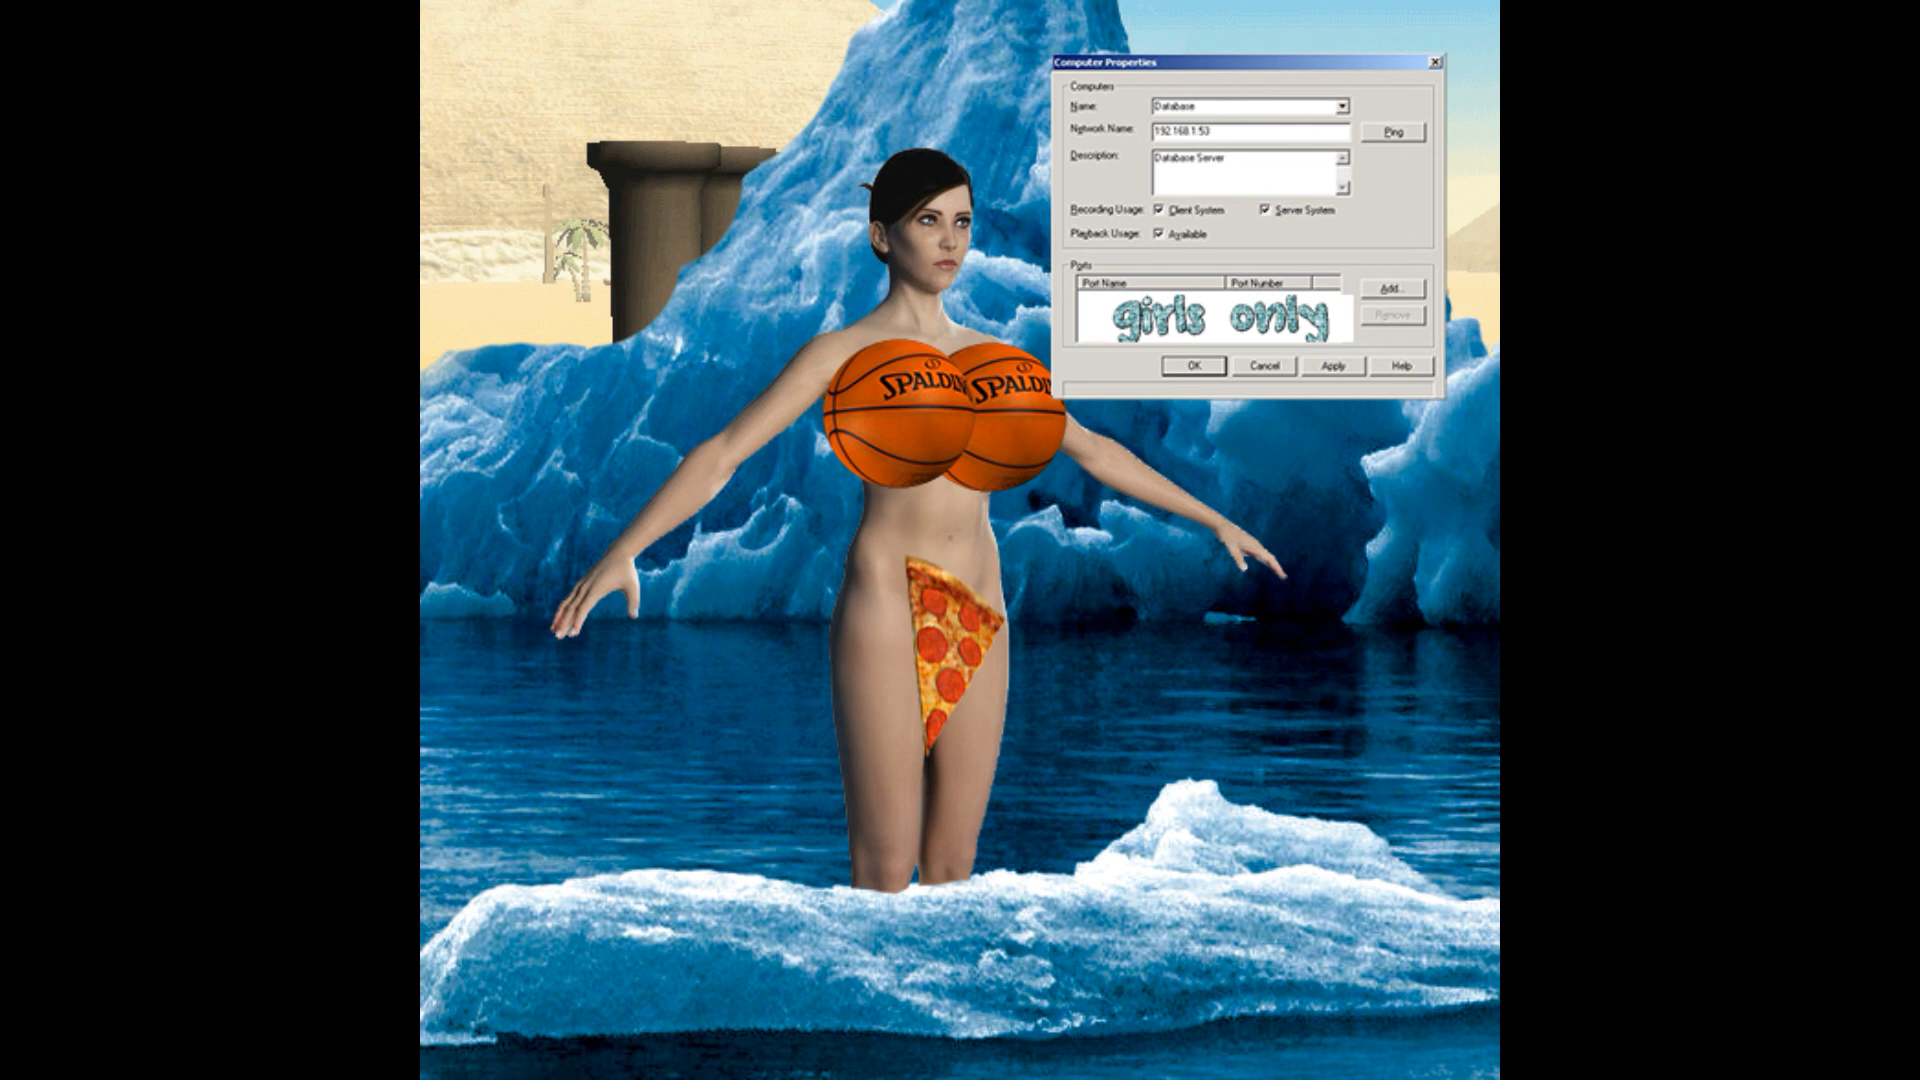 Computer Properties
Computers
Name: Database
Network Name: 192.168.1.53 Ping
Description: Database Server
Recording Usage: Client System Server System
Playback Usage: Available
Ports
Port Name Port Number
Add...
Remove
girls only
OK Cancel Apply Help
SPALDIN SPALDI